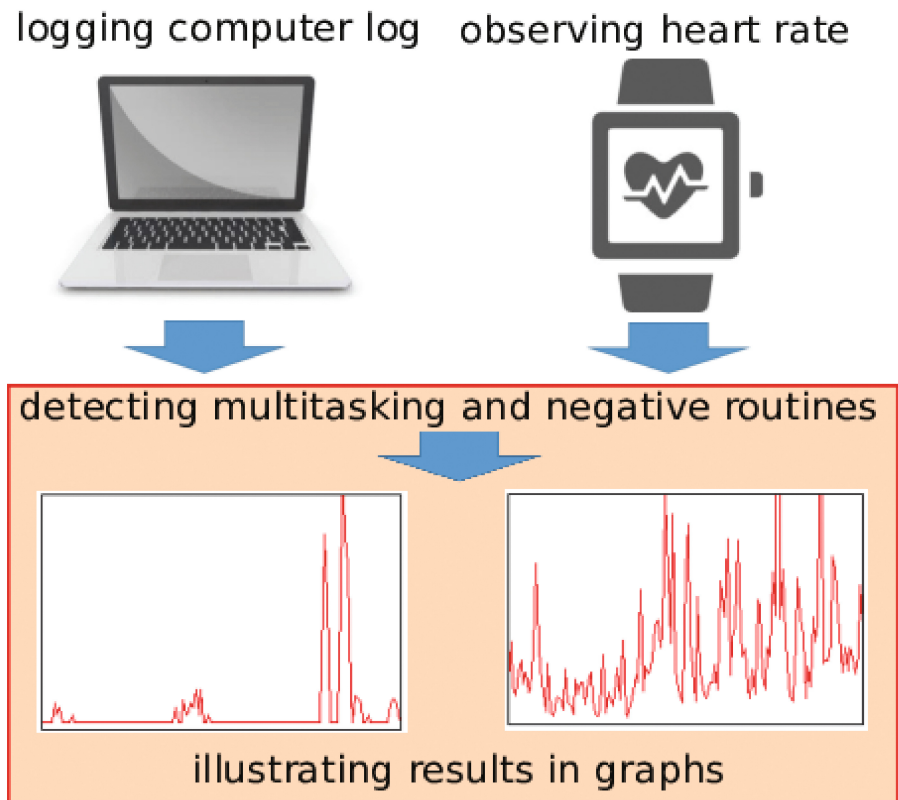 logging computer log
observing heart rate
detecting multitasking and negative routines
illustrating results in graphs